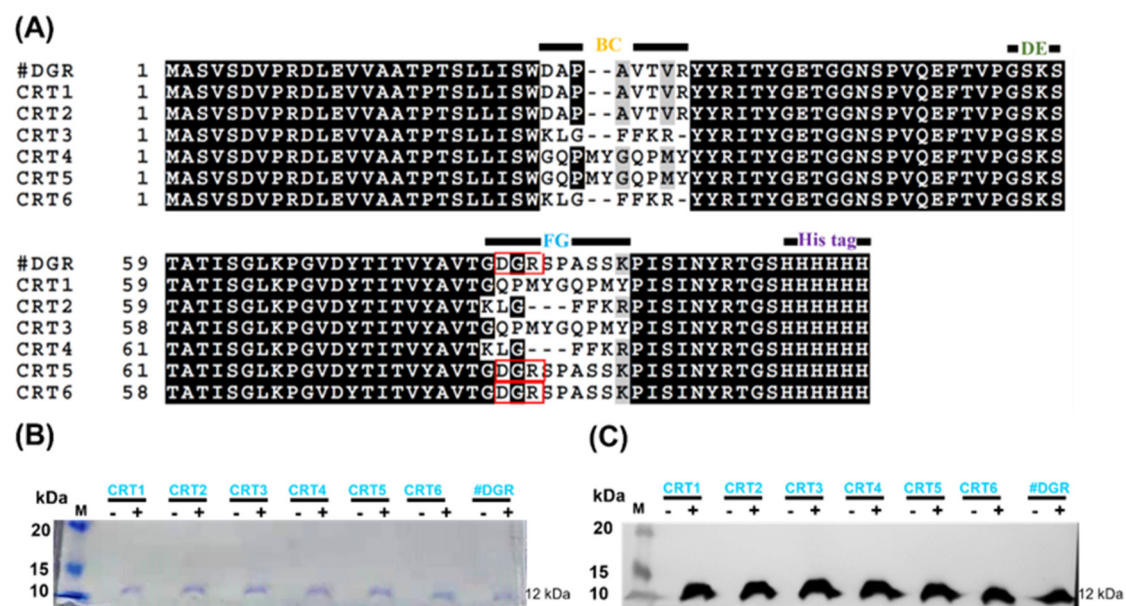 (A)
BC DE
#DGR 1 MASVSDVPRDLEVVAATPTSLLISWDAP--AVTVRYYRITYGETGGNSPVQEFTVPGSKS
CRT1 1 MASVSDVPRDLEVVAATPTSLLISWDAP--AVTVRYYRITYGETGGNSPVQEFTVPGSKS
CRT2 1 MASVSDVPRDLEVVAATPTSLLISWDAP--AVTVRYYRITYGETGGNSPVQEFTVPGSKS
CRT3 1 MASVSDVPRDLEVVAATPTSLLISWKLG--FFKR-YYRITYGETGGNSPVQEFTVPGSKS
CRT4 1 MASVSDVPRDLEVVAATPTSLLISWGQPMYGQPMYYYRITYGETGGNSPVQEFTVPGSKS
CRT5 1 MASVSDVPRDLEVVAATPTSLLISWGQPMYGQPMYYYRITYGETGGNSPVQEFTVPGSKS
CRT6 1 MASVSDVPRDLEVVAATPTSLLISWKLG--FFKR-YYRITYGETGGNSPVQEFTVPGSKS
FG His tag
#DGR 59 TATISGLKPGVDYTITVYAVTGDGRSPASSKPISINYRTGSHHHHHH
CRT1 59 TATISGLKPGVDYTITVYAVTGQPMYGQPMYPISINYRTGSHHHHHH
CRT2 59 TATISGLKPGVDYTITVYAVTKLG---FFKRPISINYRTGSHHHHHH
CRT3 58 TATISGLKPGVDYTITVYAVTGQPMYGQPMYPISINYRTGSHHHHHH
CRT4 61 TATISGLKPGVDYTITVYAVTKLG---FFKRPISINYRTGSHHHHHH
CRT5 61 TATISGLKPGVDYTITVYAVTGDGRSPASSKPISINYRTGSHHHHHH
CRT6 58 TATISGLKPGVDYTITVYAVTGDGRSPASSKPISINYRTGSHHHHHH
(B)
CRT1 CRT2 CRT3 CRT4 CRT5 CRT6 #DGR
kDa M - + - + - + - + - + - + - +
20
15
10 12 kDa
(C)
CRT1 CRT2 CRT3 CRT4 CRT5 CRT6 #DGR
kDa M - + - + - + - + - + - + - +
20
15
10 12 kDa